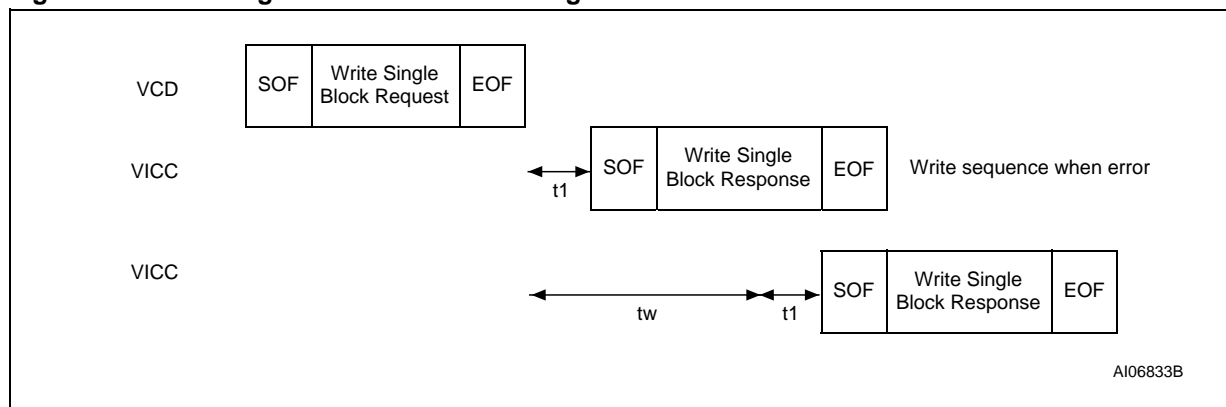 VCD
SOF
Write Single
Block Request
EOF
VICC
t1
SOF
Write Single
Block Response
EOF
Write sequence when error
VICC
tw
t1
SOF
Write Single
Block Response
EOF
AI06833B